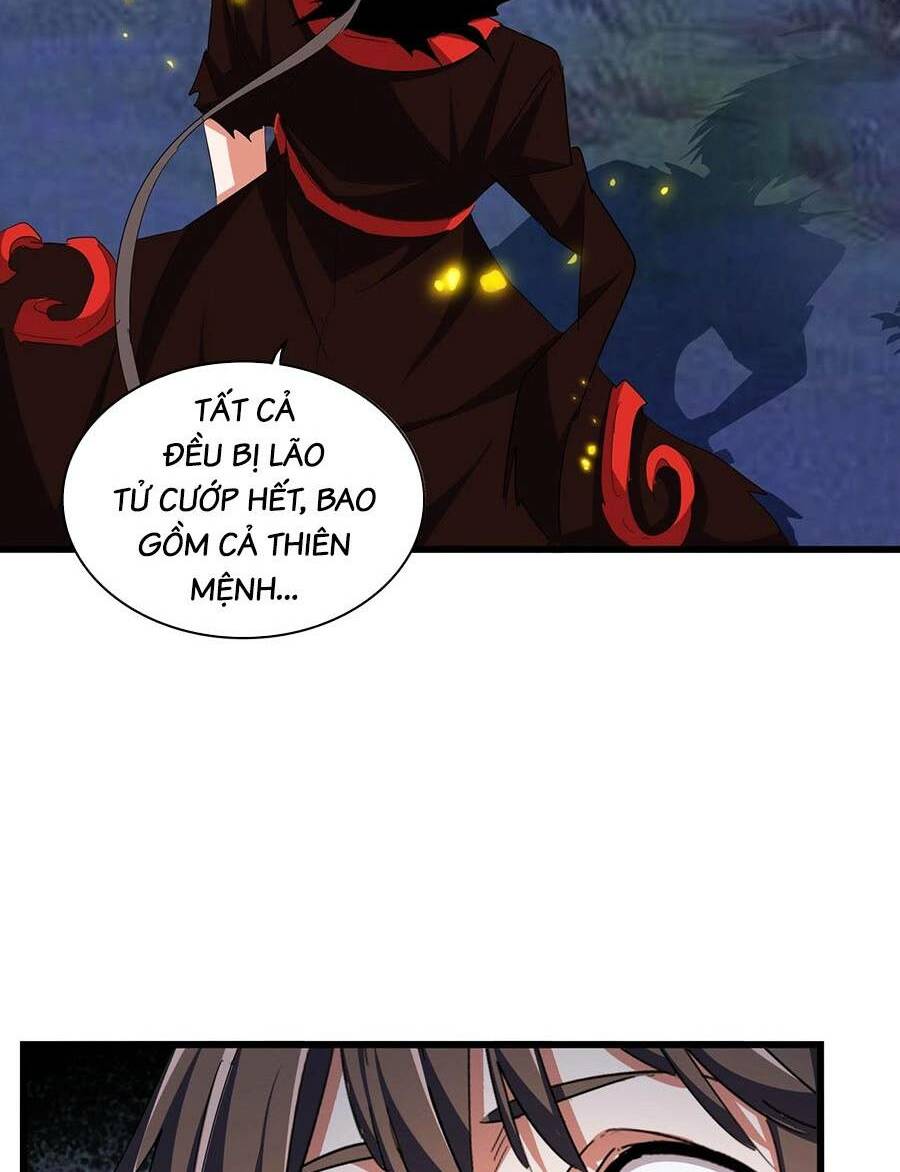 TẤT CẢ
ĐỀU BỊ LÃO
TỬ CƯỚP HẾT, BAO
GỒM CẢ THIÊN
MỆNH...